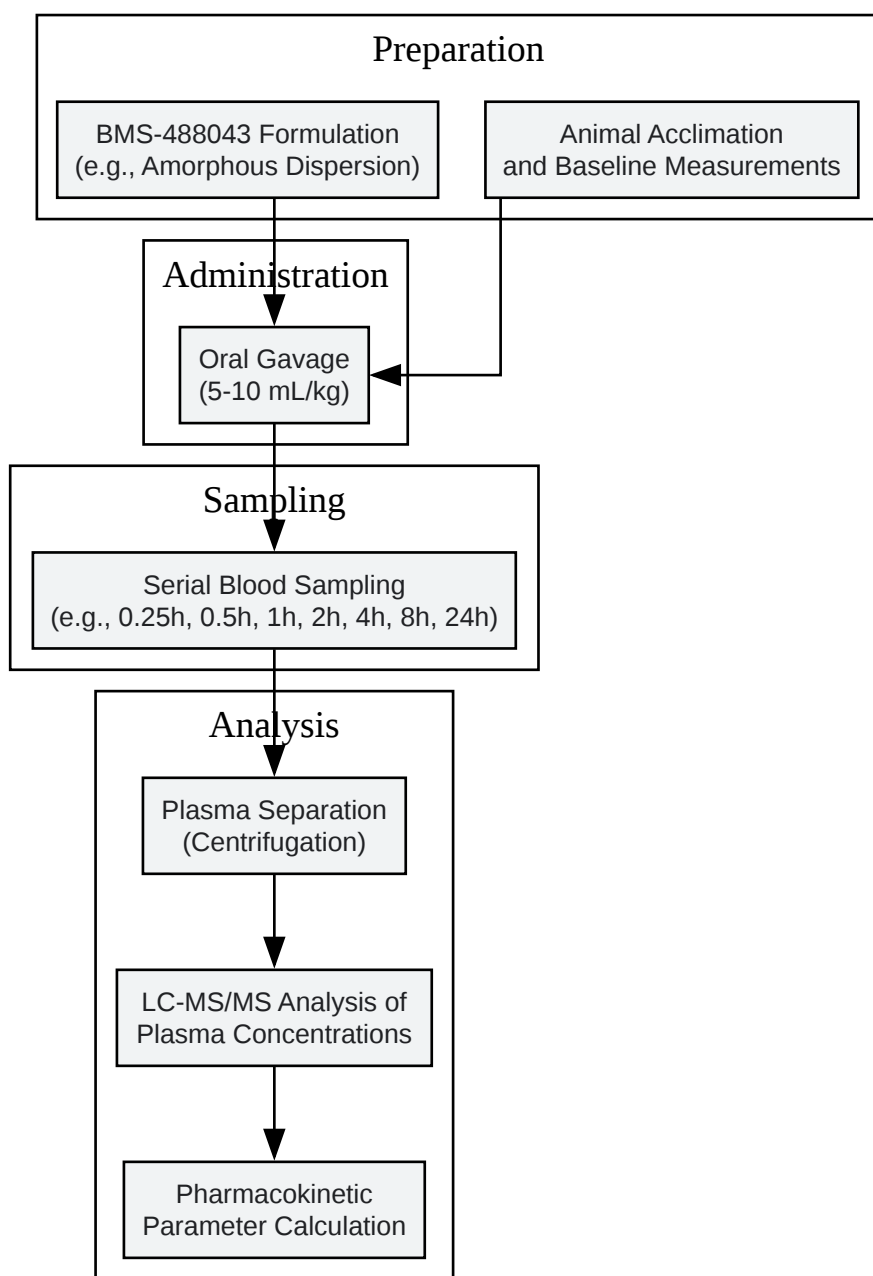 Preparation
BMS-488043 Formulation
(e.g., Amorphous Dispersion)
Animal Acclimation
and Baseline Measurements
Administration
Oral Gavage
(5-10 mL/kg)
Sampling
Serial Blood Sampling
(e.g., 0.25h, 0.5h, 1h, 2h, 4h, 8h, 24h)
Analysis
Plasma Separation
(Centrifugation)
LC-MS/MS Analysis of
Plasma Concentrations
Pharmacokinetic
Parameter Calculation